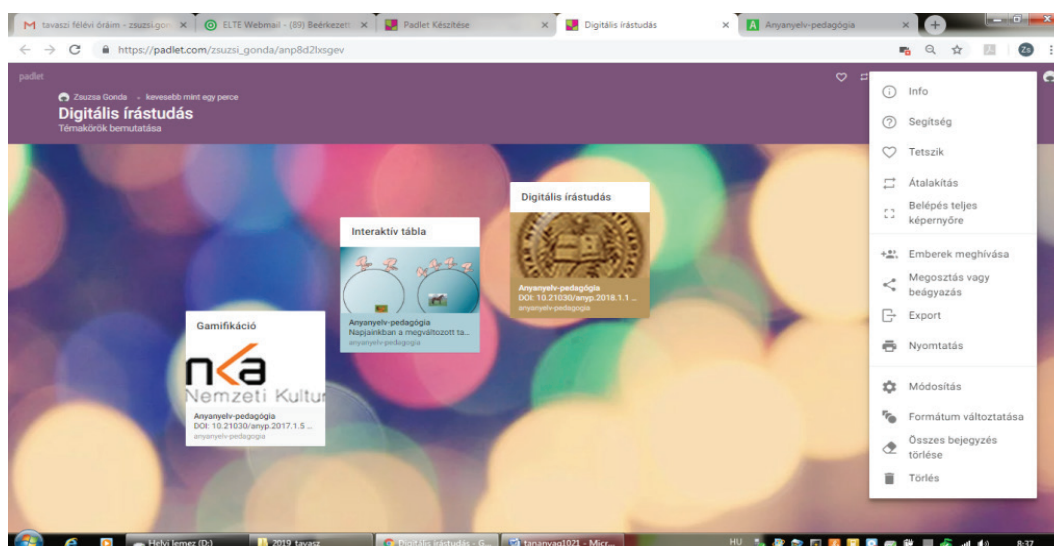 tavaszi félévi óráim - zsuzsi.gon
ELTE Webmail - (89) Beérkezett
Padlet Készítése
Digitális írástudás
Anyanyelv-pedagógia
https://padlet.com/zsuzsi_gonda/anp8d2lxsgev
Zs
padlet
Zsuzsa Gonda - kevesebb mint egy perce
Digitális írástudás
Témakörök bemutatása
Digitális írástudás
Anyanyelv-pedagógia
DOI: 10.21030/anyp.2018.1.1 ...
anyanyelv-pedagogia
Interaktív tábla
Anyanyelv-pedagógia
Napjainkban a megváltozott ta...
anyanyelv-pedagogia
Gamifikáció
nka
Nemzeti Kultur
Anyanyelv-pedagógia
DOI: 10.21030/anyp.2017.1.5 ...
anyanyelv-pedagogia
Info
Segítség
Tetszik
Átalakítás
Belépés teljes
képernyőre
Emberek meghívása
Megosztás vagy
beágyazás
Export
Nyomtatás
Módosítás
Formátum változtatása
Összes bejegyzés
törlése
Törlés
Helyi lemez (D:)
2019_tavasz
Digitális írástudás - G...
tananyag1021 - Micr...
HU
8:37